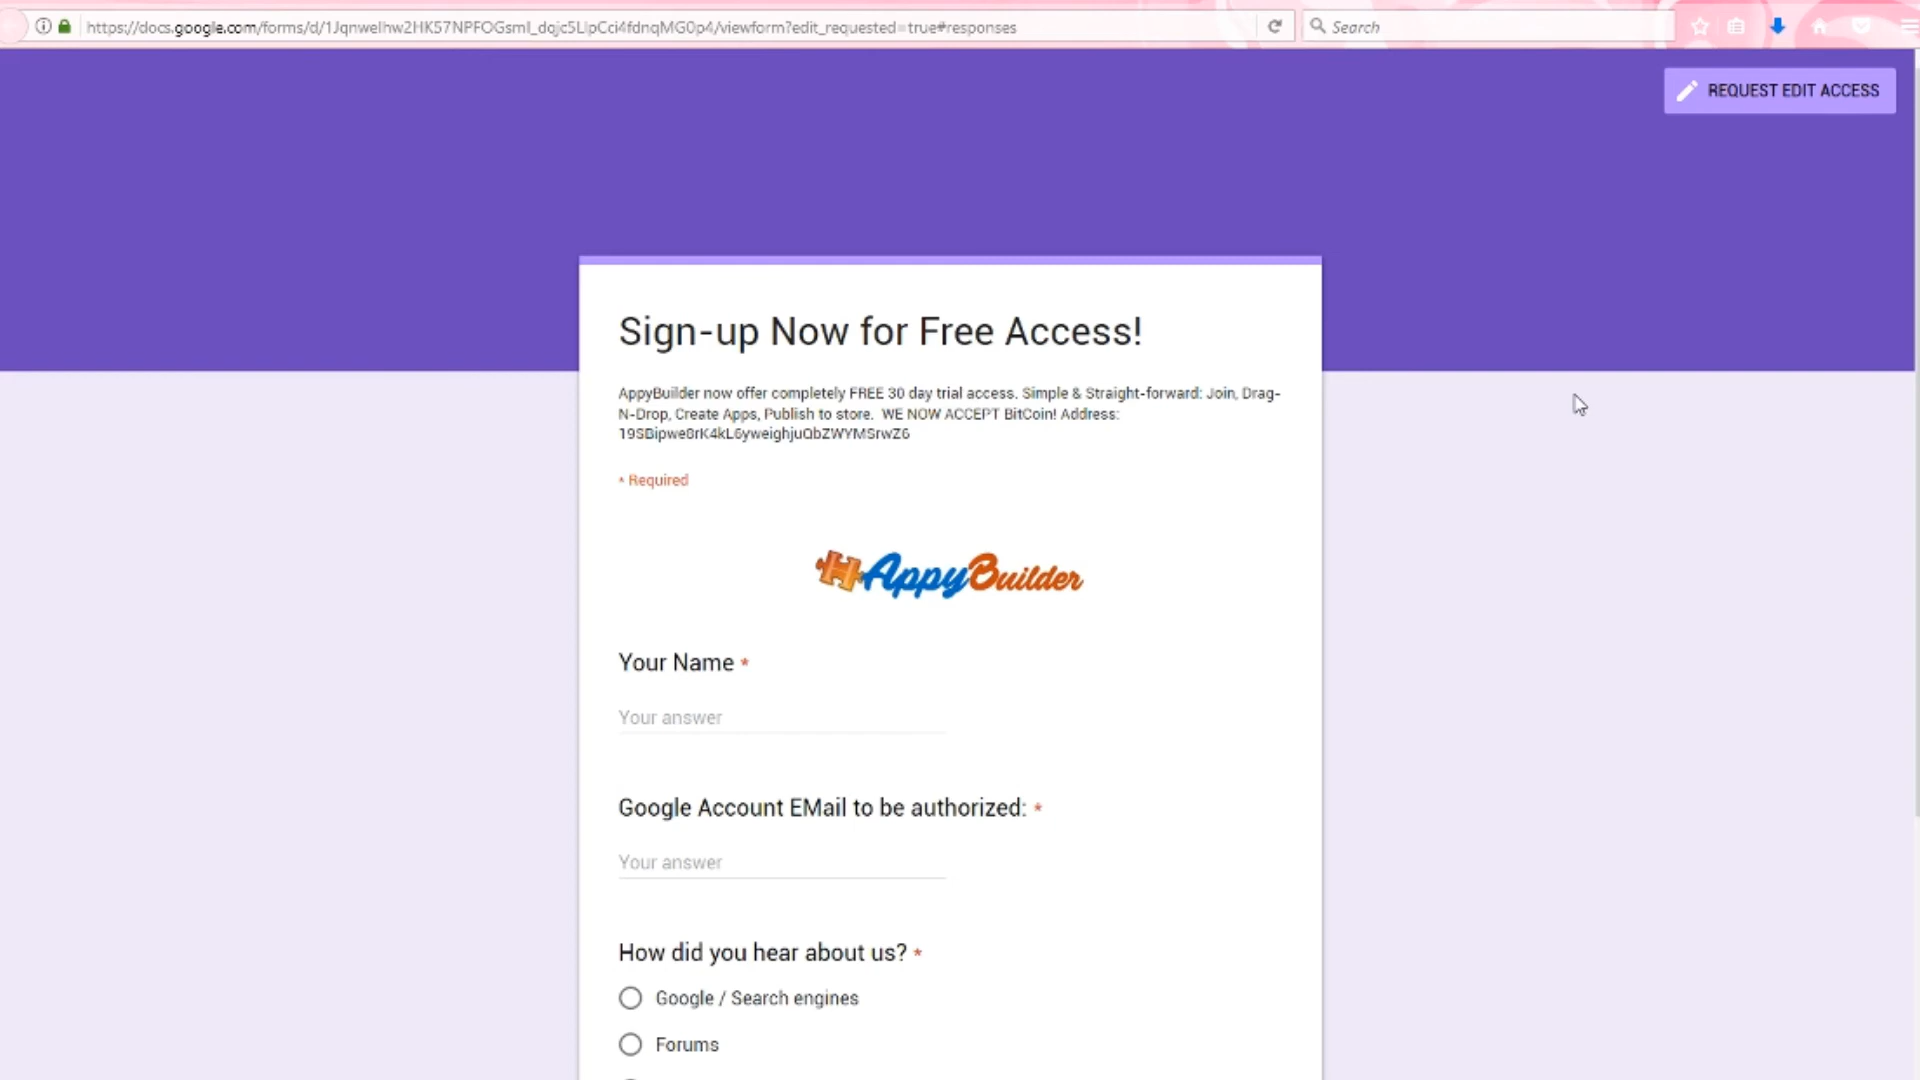 https://docs.google.com/forms/d/1Jqnwelhw2HK57NPFOGsmI_dqjc5LIpCci4fdnqMG0p4/viewform?edit_requested=true#responses
Search
REQUEST EDIT ACCESS
Sign-up Now for Free Access!
AppyBuilder now offer completely FREE 30 day trial access. Simple & Straight-forward: Join, Drag-
N-Drop, Create Apps, Publish to store. WE NOW ACCEPT BitCoin! Address:
19SBipwe8rK4kL6yweighjuQbZWYMSrwZ6
* Required
AppyBuilder
Your Name *
Your answer
Google Account EMail to be authorized: *
Your answer
How did you hear about us? *
Google / Search engines
Forums